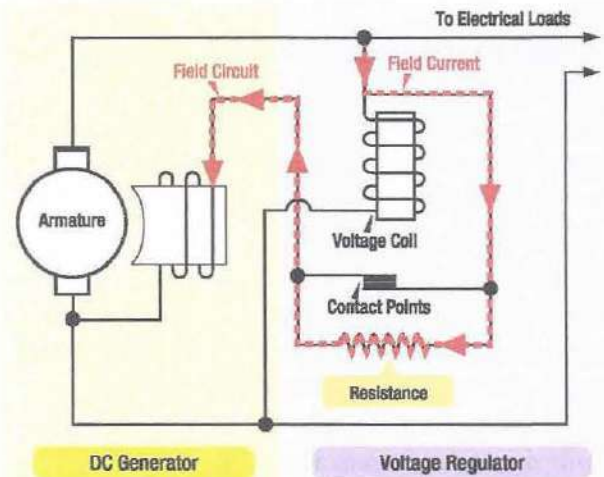 To Electrical Loads
Field Circuit
Field Current
Armature
Voltage Coil
Contact Points
Resistance
DC Generator
Voltage Regulator